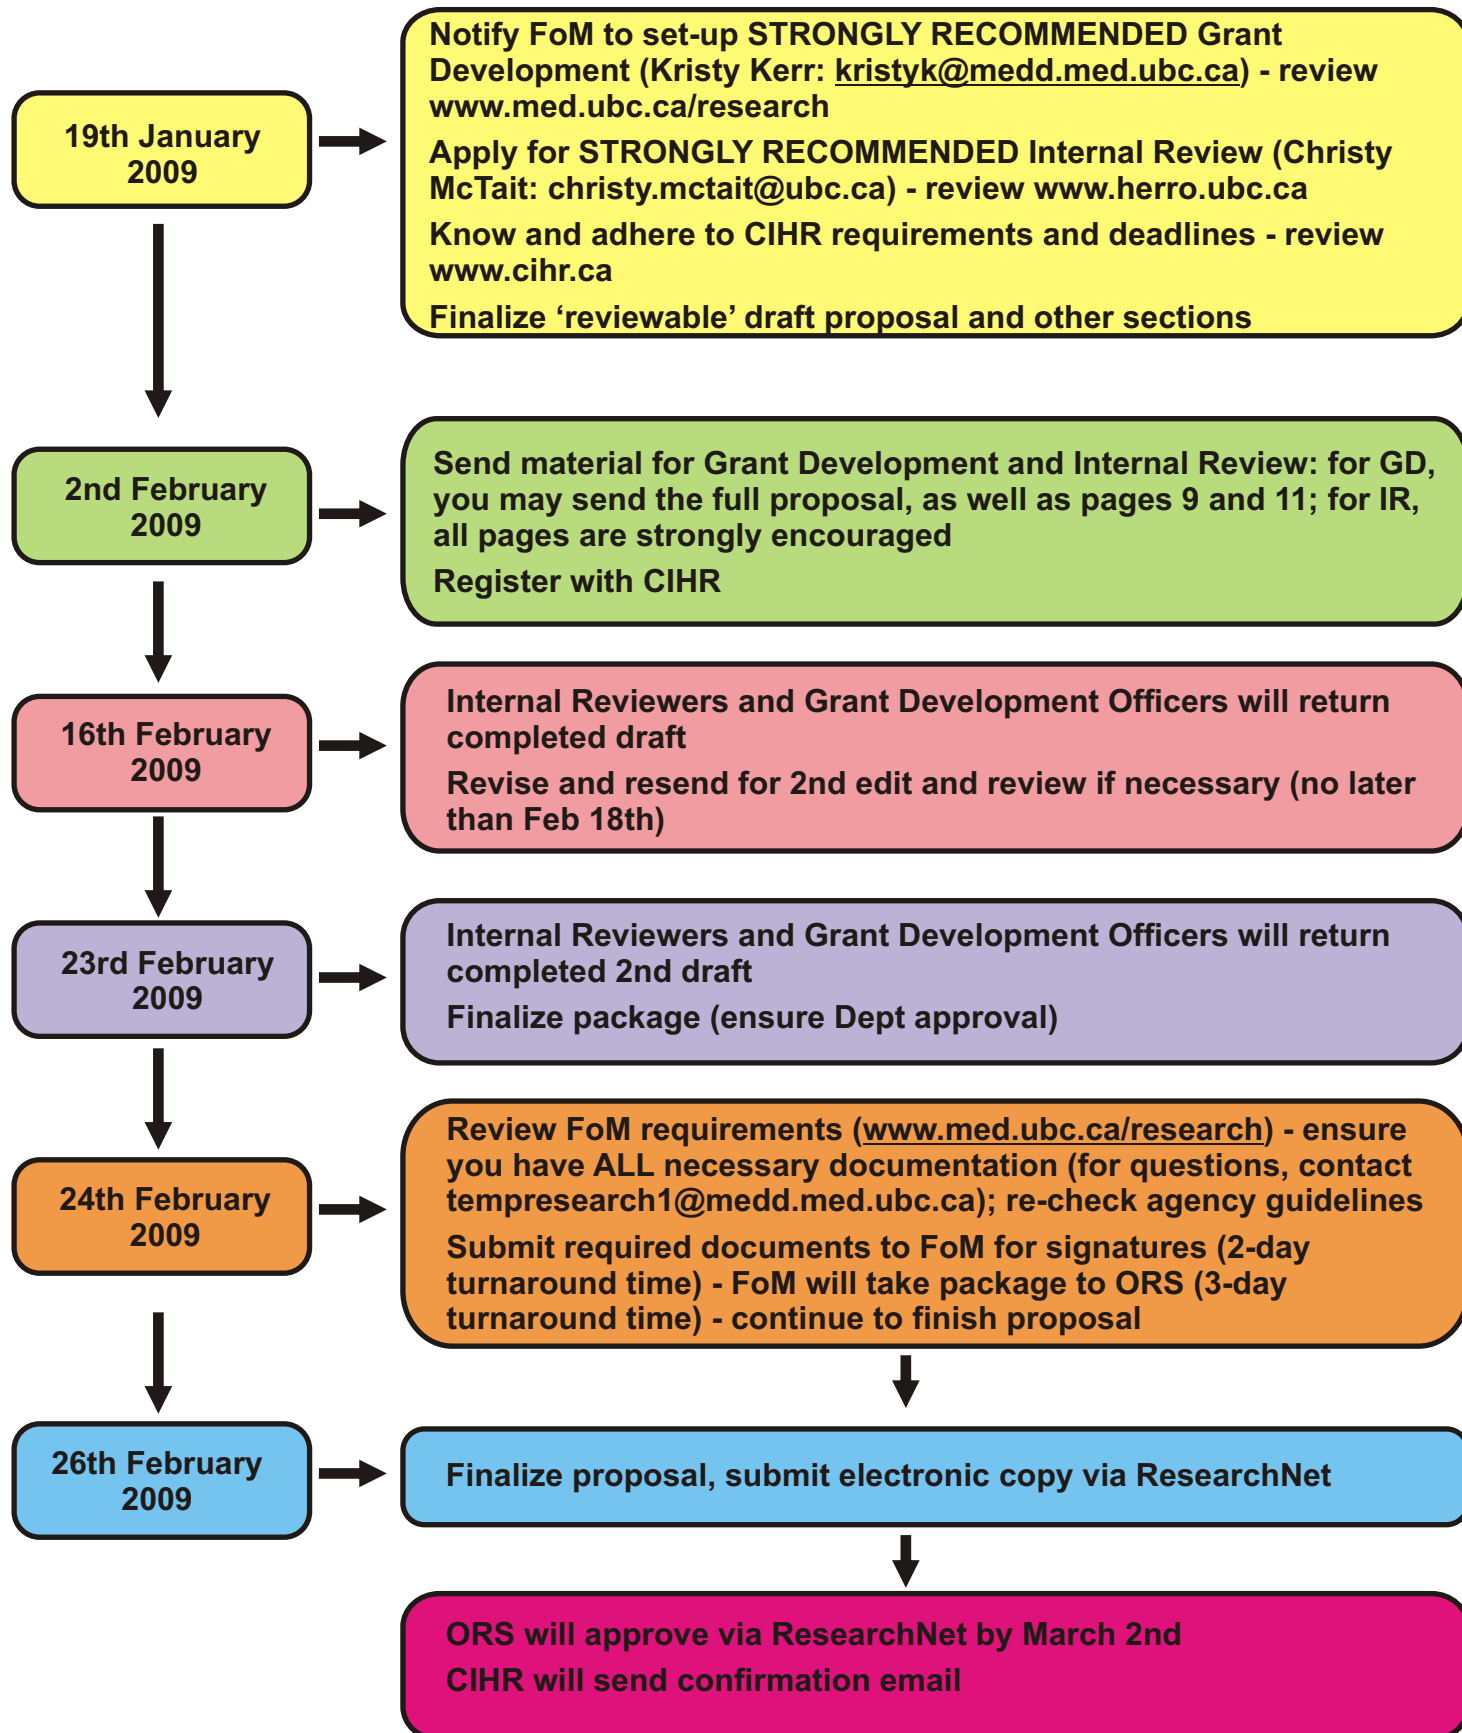 19th January
2009
Notify FoM to set-up STRONGLY RECOMMENDED Grant
Development (Kristy Kerr: kristyk@medd.med.ubc.ca) - review
www.med.ubc.ca/research
Apply for STRONGLY RECOMMENDED Internal Review (Christy
McTait: christy.mctait@ubc.ca) - review www.herro.ubc.ca
Know and adhere to CIHR requirements and deadlines - review
www.cihr.ca
Finalize ‘reviewable’ draft proposal and other sections
2nd February
2009
Send material for Grant Development and Internal Review: for GD,
you may send the full proposal, as well as pages 9 and 11; for IR,
all pages are strongly encouraged
Register with CIHR
16th February
2009
Internal Reviewers and Grant Development Officers will return
completed draft
Revise and resend for 2nd edit and review if necessary (no later
than Feb 18th)
23rd February
2009
Internal Reviewers and Grant Development Officers will return
completed 2nd draft
Finalize package (ensure Dept approval)
24th February
2009
Review FoM requirements (www.med.ubc.ca/research) - ensure
you have ALL necessary documentation (for questions, contact
tempresearch1@medd.med.ubc.ca); re-check agency guidelines
Submit required documents to FoM for signatures (2-day
turnaround time) - FoM will take package to ORS (3-day
turnaround time) - continue to finish proposal
26th February
2009
Finalize proposal, submit electronic copy via ResearchNet
ORS will approve via ResearchNet by March 2nd
CIHR will send confirmation email